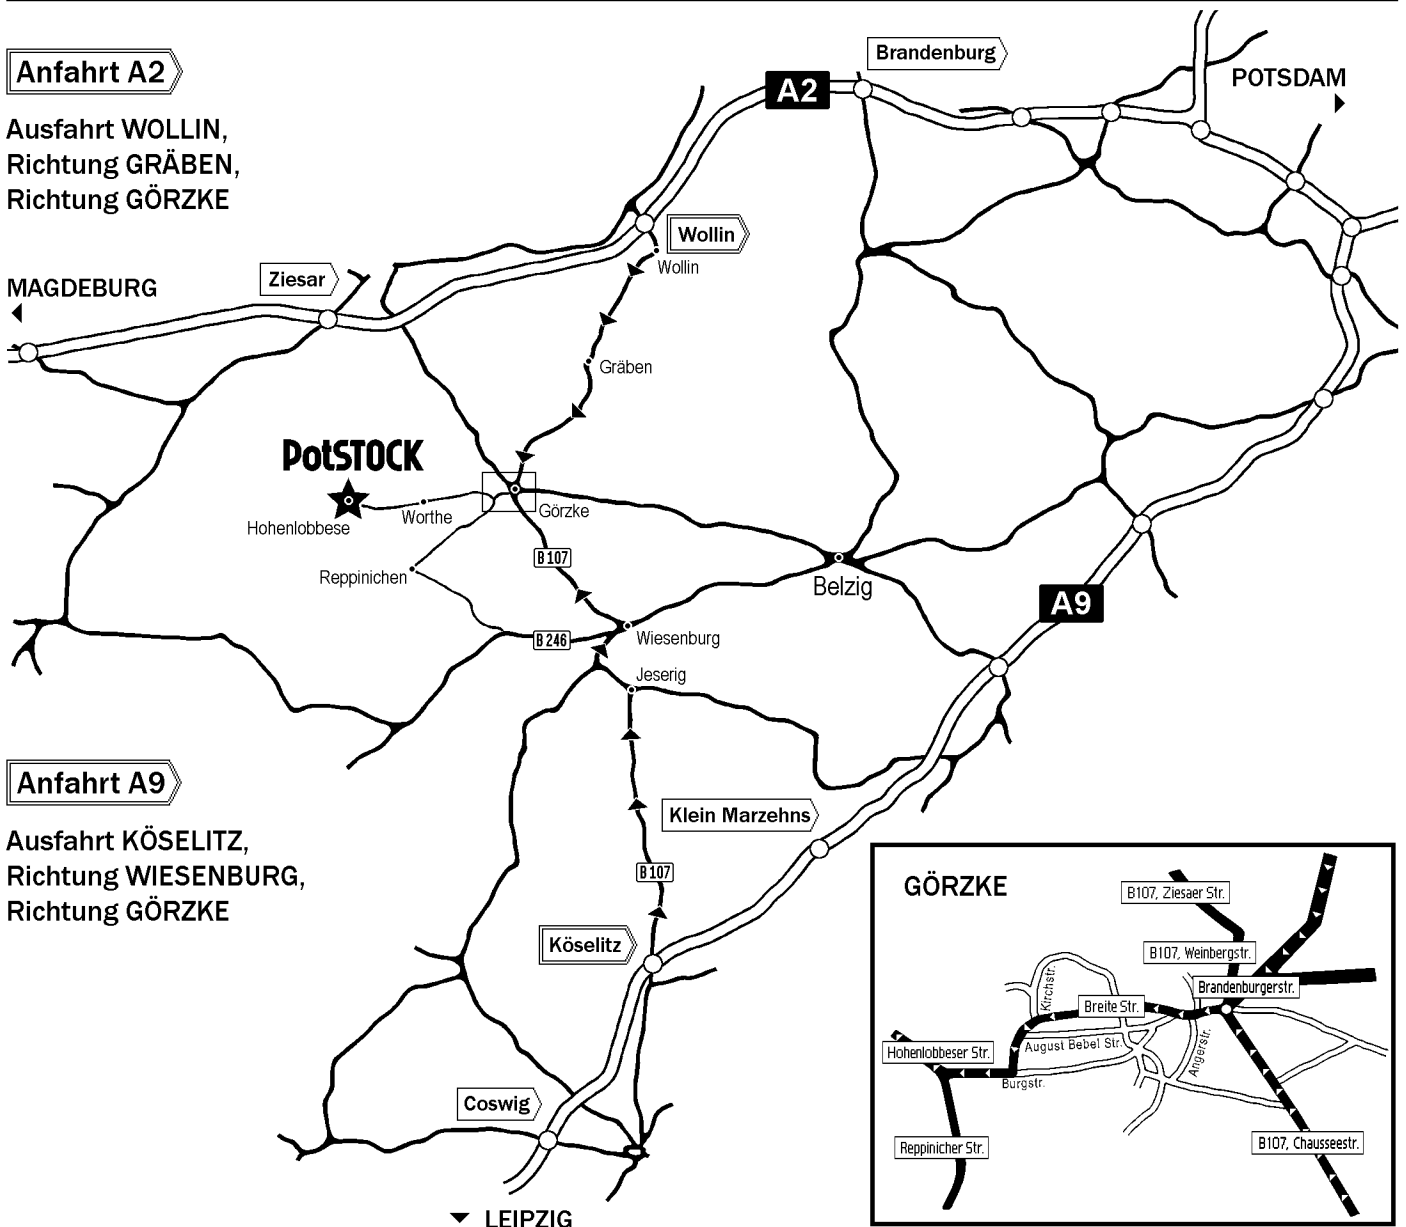 Anfahrt A2
Ausfahrt WOLLIN,
Richtung GRÄBEN,
Richtung GÖRZKE
A2
Brandenburg
POTSDAM
Wollin
Wollin
Ziesar
MAGDEBURG
Gräben
PotSTOCK
Hohenlobbese
Worthe
Görzke
Reppinichen
B 107
Belzig
A9
B 246
Wiesenburg
Jeserig
Anfahrt A9
Ausfahrt KÖSELITZ,
Richtung WIESENBURG,
Richtung GÖRZKE
Klein Marzehns
B 107
Köselitz
Coswig
LEIPZIG
GÖRZKE
B107, Ziesaer Str.
B107, Weinbergstr.
Brandenburgerstr.
Kirchstr.
Breite Str.
August Bebel Str.
Angerstr.
Hohenlobbeser Str.
Burgstr.
Reppinicher Str.
B107, Chausseestr.